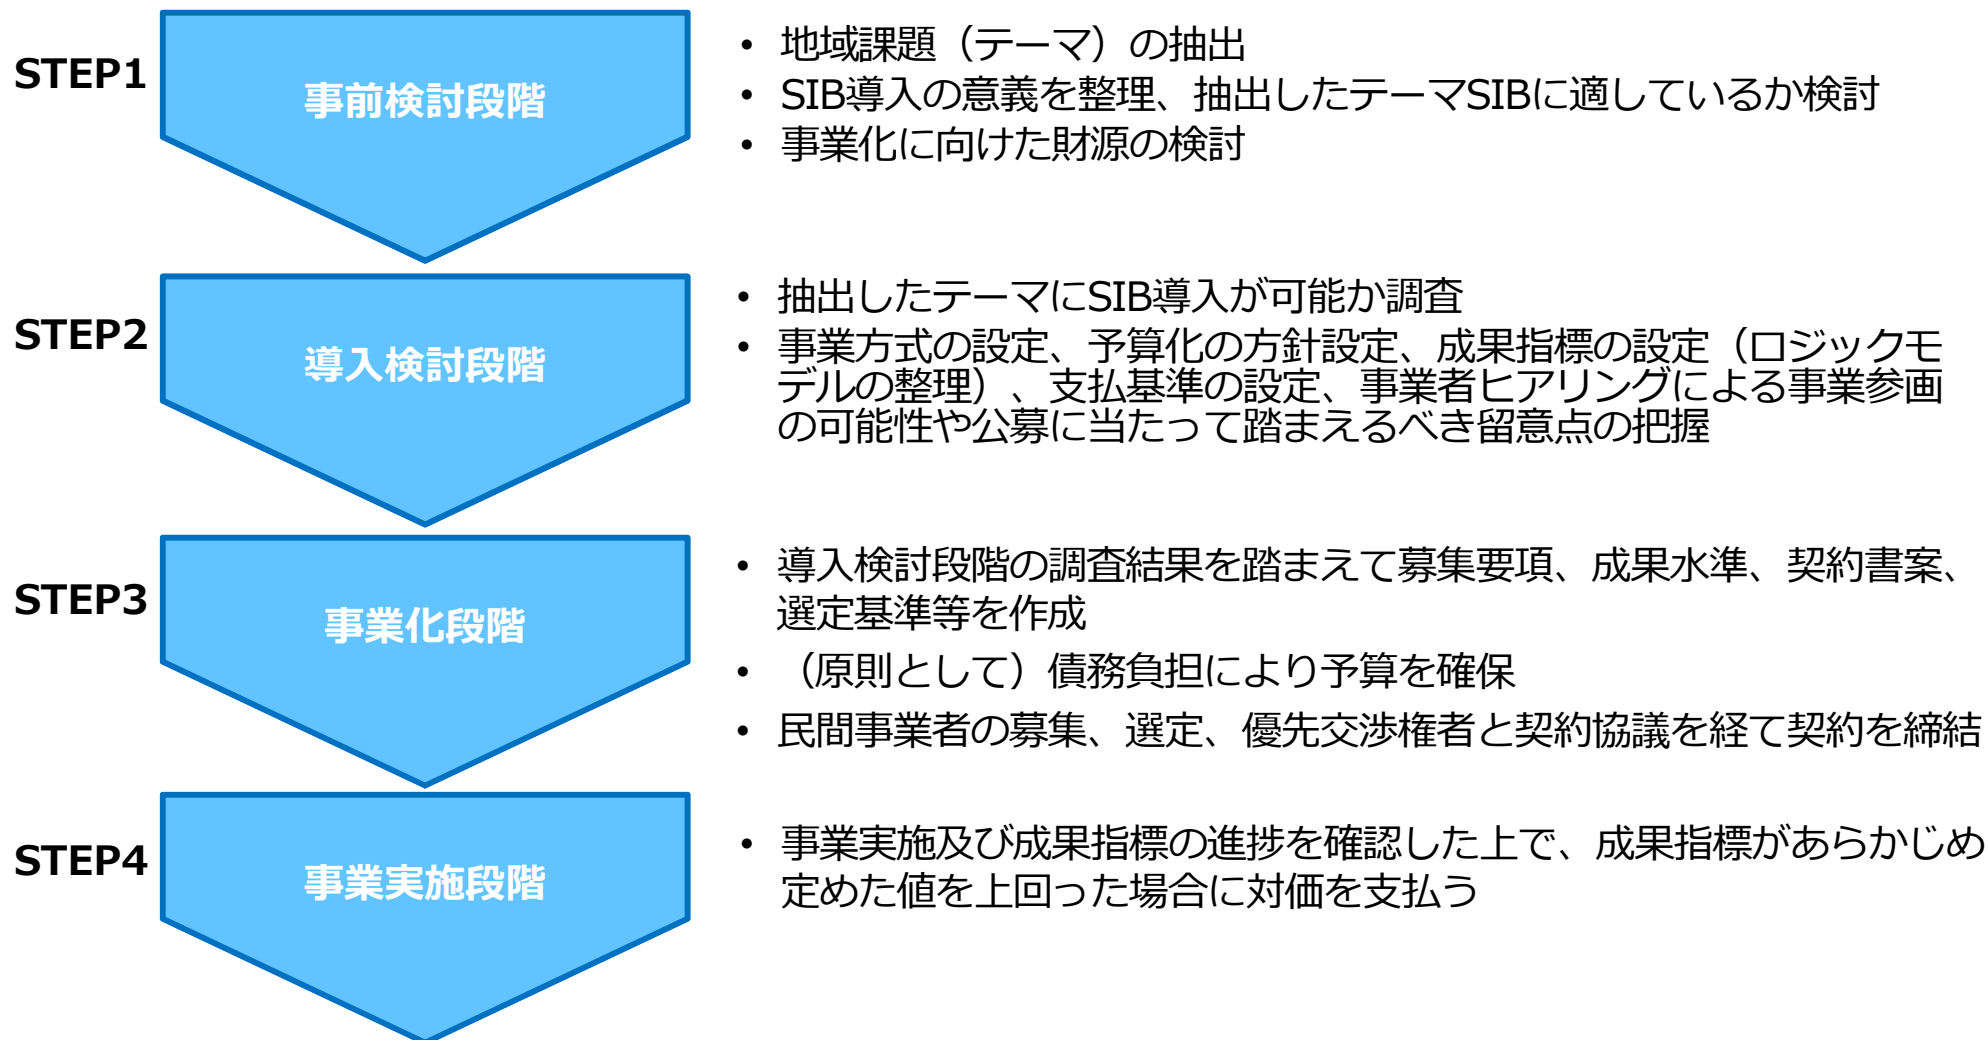 STEP1
事前検討段階
• 地域課題（テーマ）の抽出
• SIB導入の意義を整理、抽出したテーマSIBに適しているか検討
• 事業化に向けた財源の検討
STEP2
導入検討段階
• 抽出したテーマにSIB導入が可能か調査
• 事業方式の設定、予算化の方針設定、成果指標の設定（ロジックモ
デルの整理）、支払基準の設定、事業者ヒアリングによる事業参画
の可能性や公募に当たって踏まえるべき留意点の把握
STEP3
事業化段階
• 導入検討段階の調査結果を踏まえて募集要項、成果水準、契約書案、
選定基準等を作成
• （原則として）債務負担により予算を確保
• 民間事業者の募集、選定、優先交渉権者と契約協議を経て契約を締結
STEP4
事業実施段階
• 事業実施及び成果指標の進捗を確認した上で、成果指標があらかじめ
定めた値を上回った場合に対価を支払う